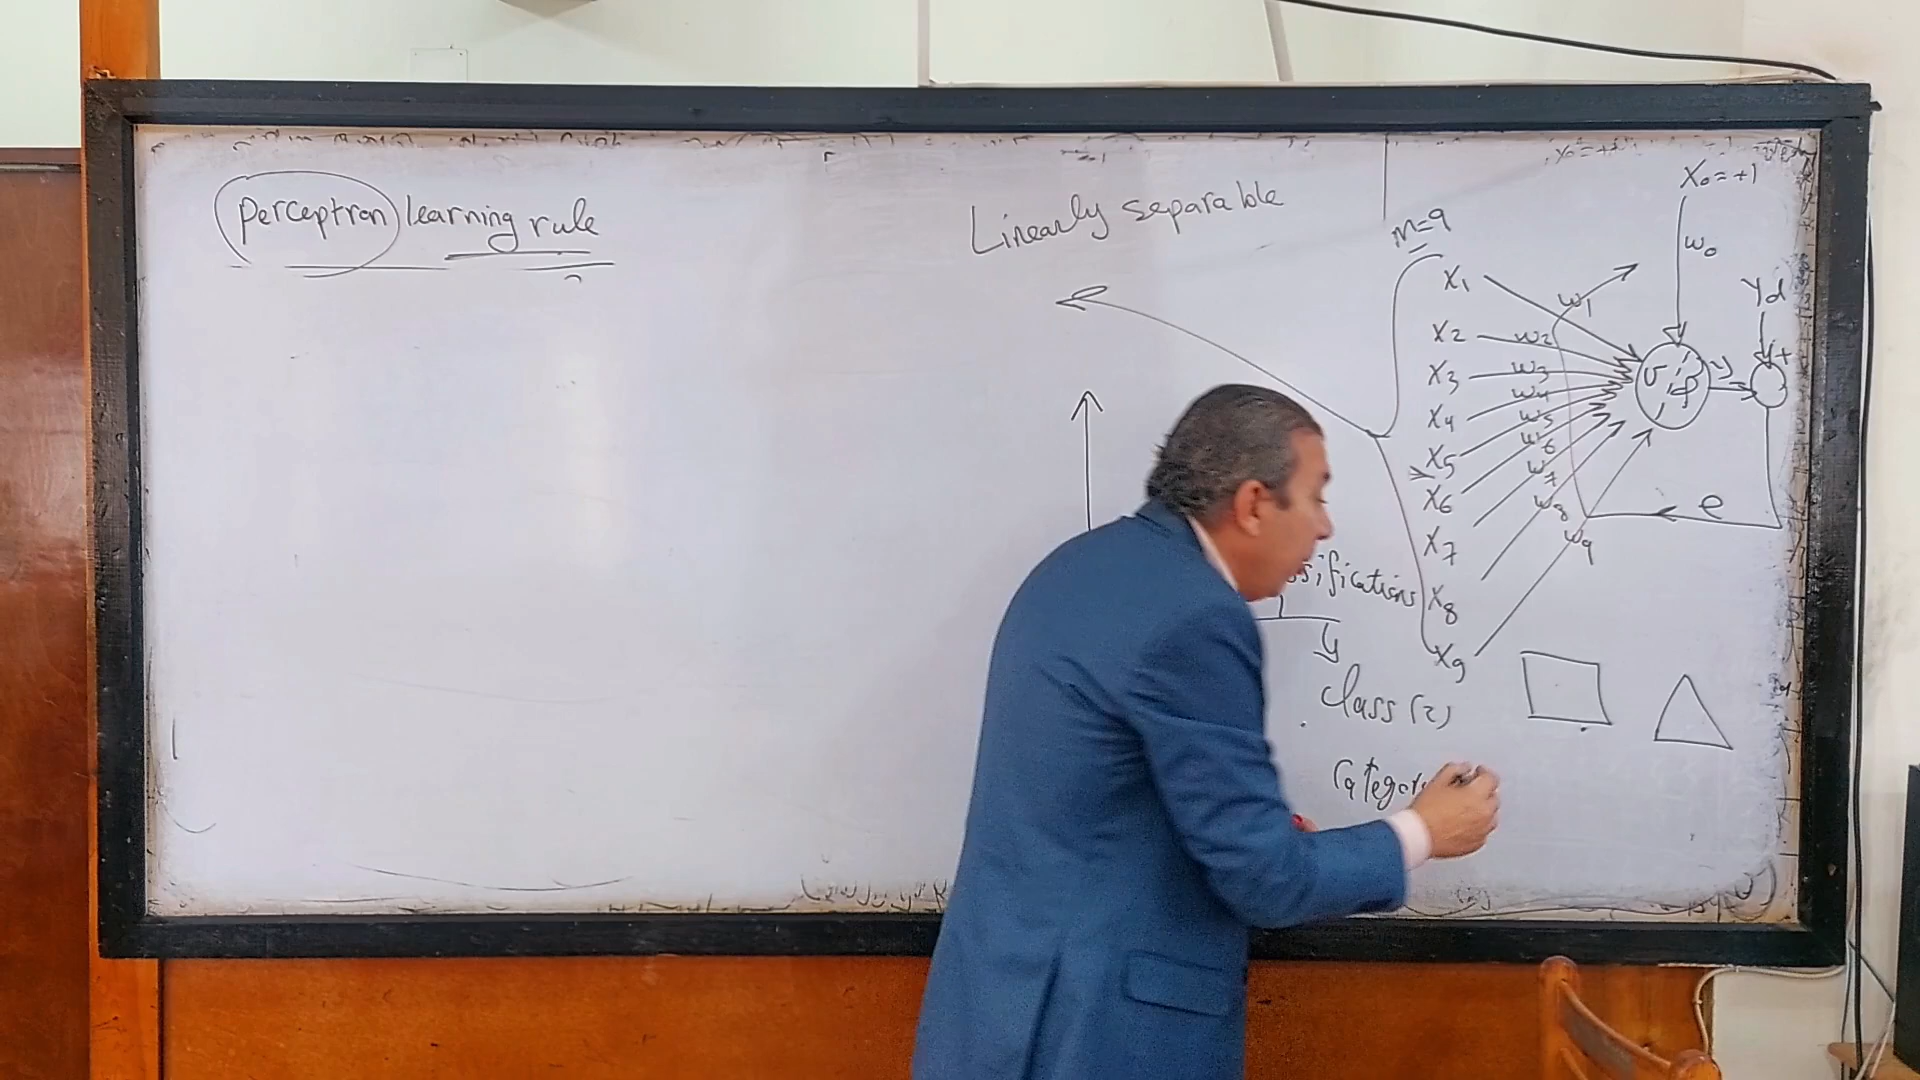 perceptron learning rule
Linearly separable
m=9
X0=+1
w0
yd
X1
w1
X2
w2
X3
w3
X4
w4
X5
w5
X6
w6
X7
w7
X8
w8
X9
w9
v
φ
y
+
e
ssifications
y
class (2)
Categor